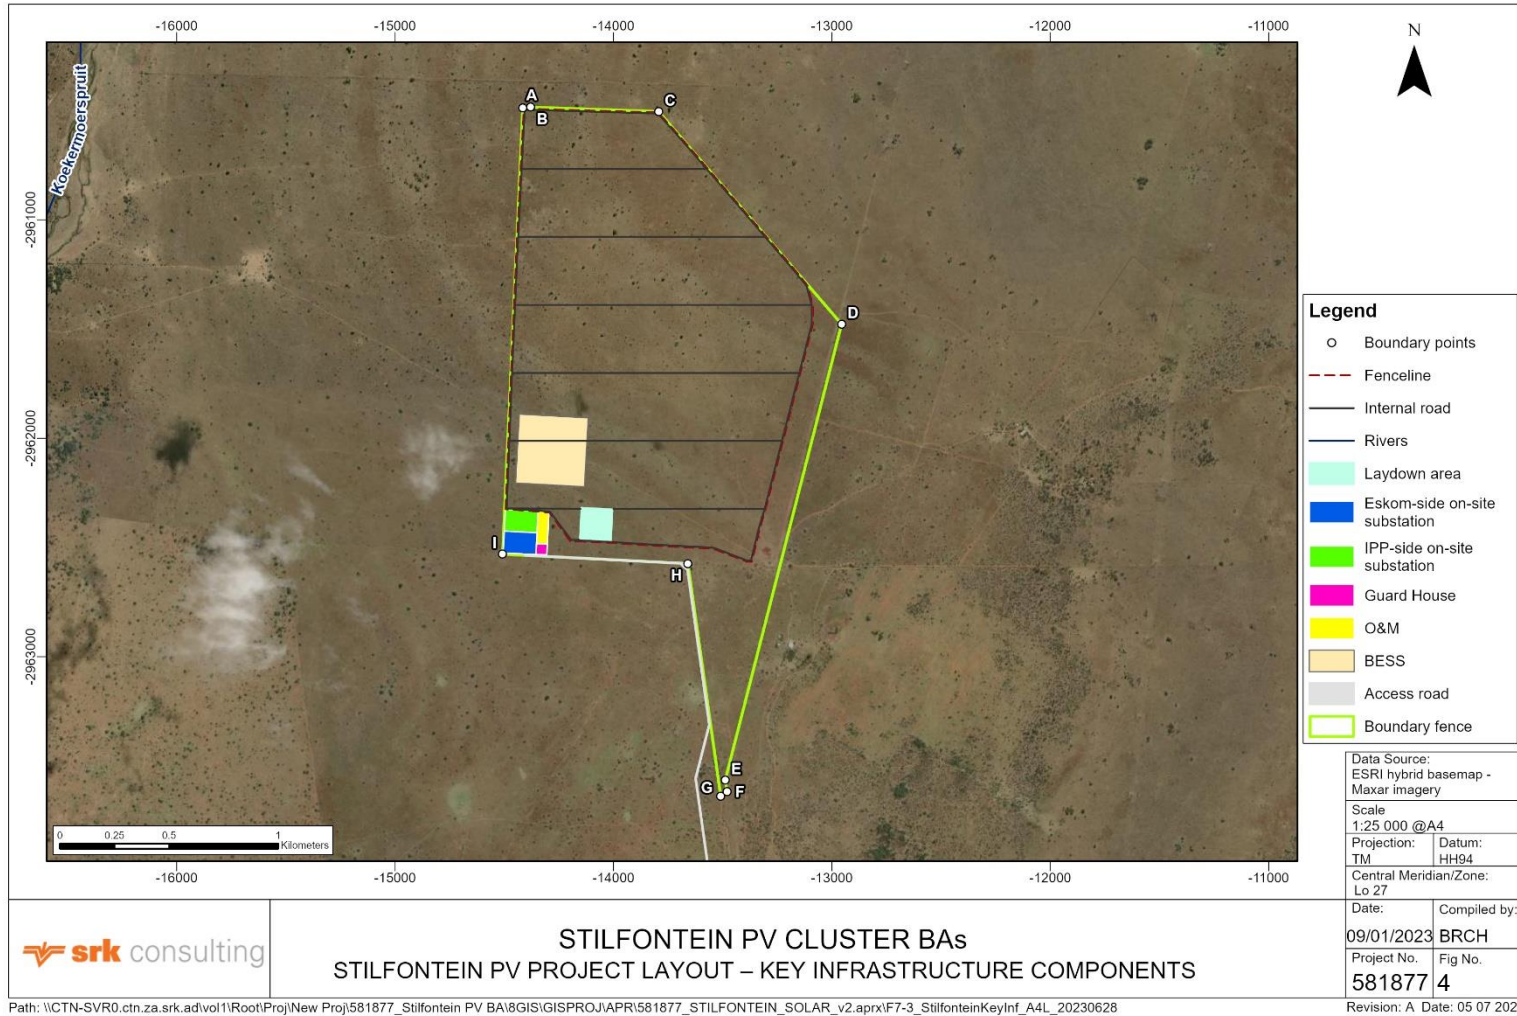 -16000 -15000 -14000 -13000 -12000 -11000
N
Koekermoerspruit
A
B
C
-2961000
D
-2962000
I
H
-2963000
E
G
F
0 0.25 0.5 1
Kilometers
-16000 -15000 -14000 -13000 -12000 -11000
Legend
Boundary points
Fenceline
Internal road
Rivers
Laydown area
Eskom-side on-site
substation
IPP-side on-site
substation
Guard House
O&M
BESS
Access road
Boundary fence
Data Source:
ESRI hybrid basemap -
Maxar imagery
Scale
1:25 000 @A4
Projection: Datum:
TM HH94
Central Meridian/Zone:
Lo 27
Date: Compiled by:
09/01/2023 BRCH
Project No. Fig No.
581877 4
srk consulting
STILFONTEIN PV CLUSTER BAs
STILFONTEIN PV PROJECT LAYOUT – KEY INFRASTRUCTURE COMPONENTS
Path: \\CTN-SVR0.ctn.za.srk.ad\vol1\Root\Proj\New Proj\581877_Stilfontein PV BA\8GIS\GISPROJ\APR\581877_STILFONTEIN_SOLAR_v2.aprx\F7-3_StilfonteinKeyInf_A4L_20230628
Revision: A Date: 05 07 202